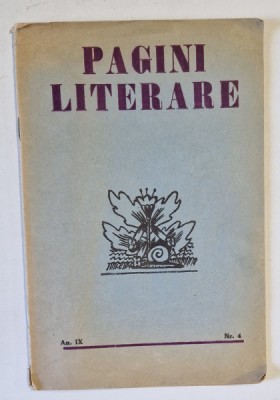 PAGINI
LITERARE
An. IX Nr. 4